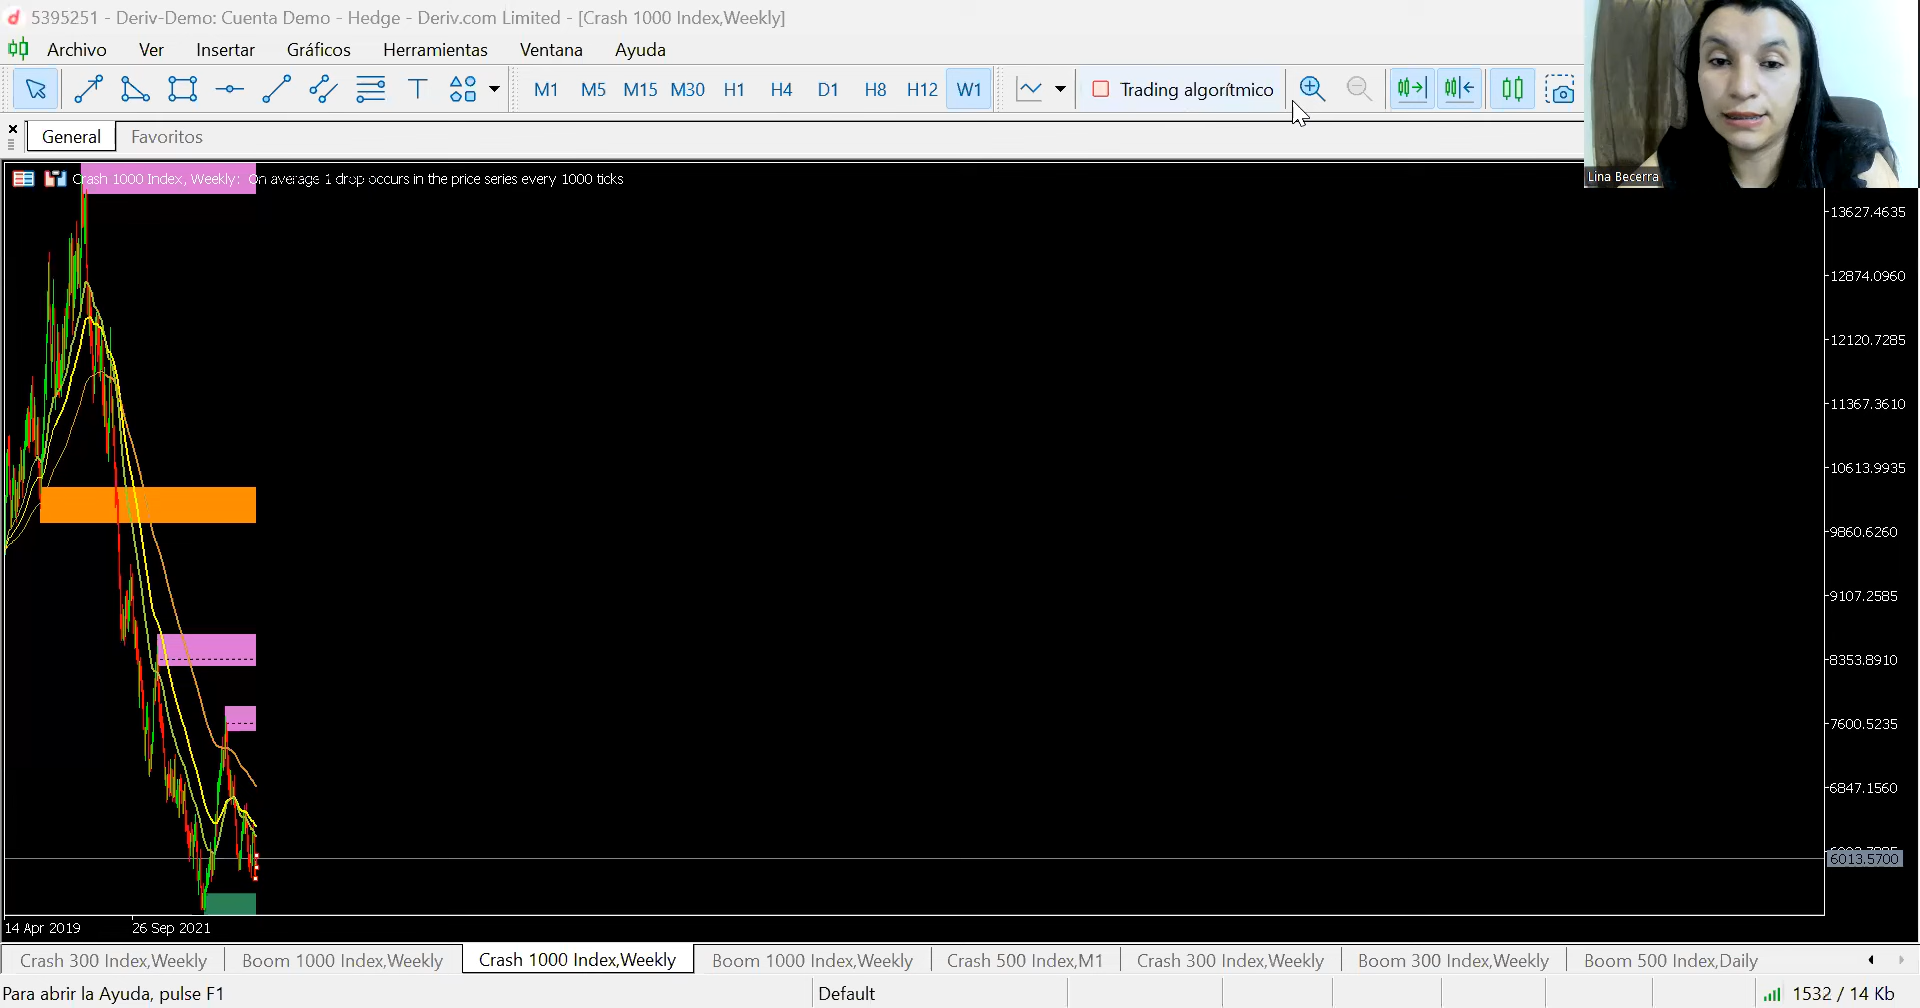 5395251 - Deriv-Demo: Cuenta Demo - Hedge - Deriv.com Limited - [Crash 1000 Index,Weekly]
Archivo Ver Insertar Gráficos Herramientas Ventana Ayuda
T M1 M5 M15 M30 H1 H4 D1 H8 H12 W1 Trading algorítmico
General Favoritos
Lina Becerra
Crash 1000 Index, Weekly: On average 1 drop occurs in the price series every 1000 ticks
13627.4635
12874.0960
12120.7285
11367.3610
10613.9935
9860.6260
9107.2585
8353.8910
7600.5235
6847.1560
6013.5700
14 Apr 2019 26 Sep 2021
Crash 300 Index,Weekly Boom 1000 Index,Weekly Crash 1000 Index,Weekly Boom 1000 Index,Weekly Crash 500 Index,M1 Crash 300 Index,Weekly Boom 300 Index,Weekly Boom 500 Index,Daily
Para abrir la Ayuda, pulse F1 Default 1532 / 14 Kb